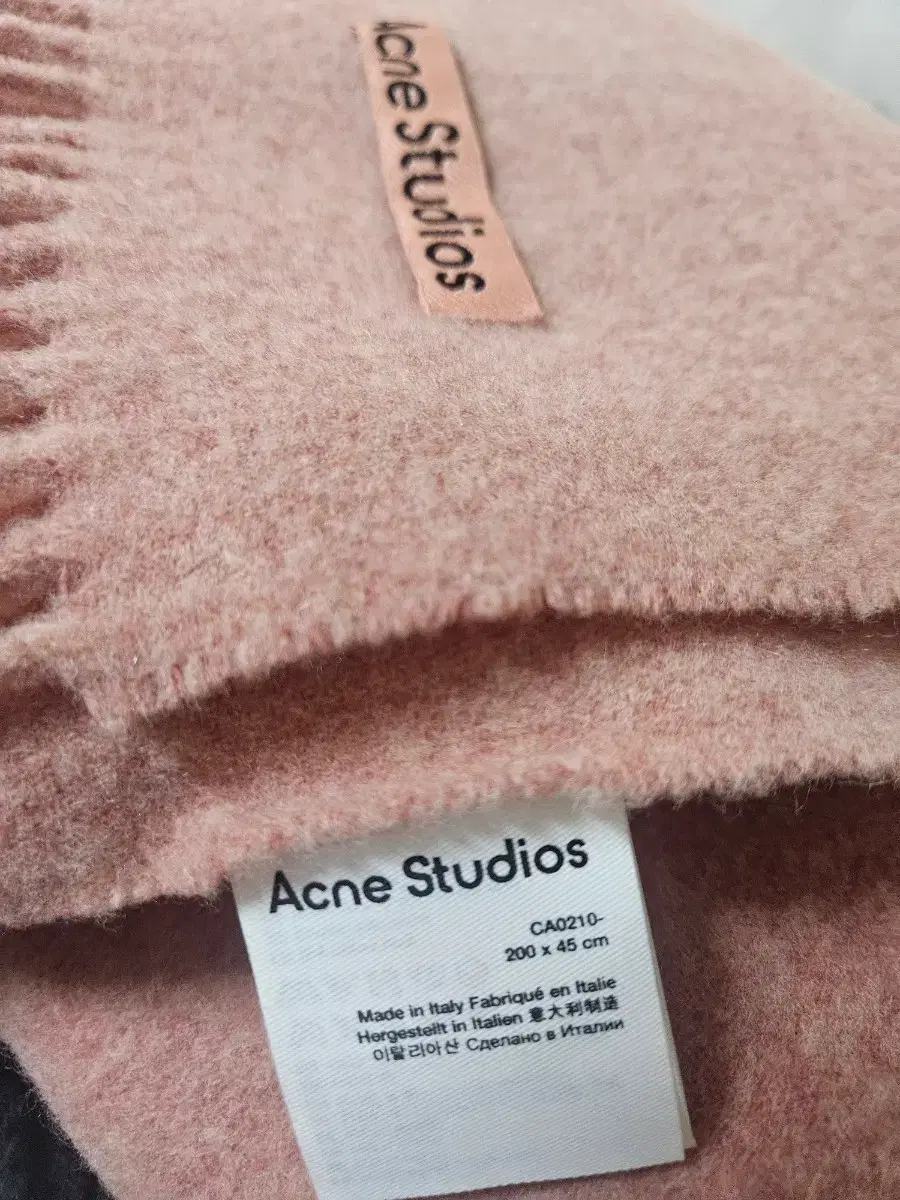 Acne Studios
Acne Studios
CA0210-
200 x 45 cm
Made in Italy Fabriqué en Italie
Hergestellt in Italien 意大利制造
이탈리아산 Сделано в Италии